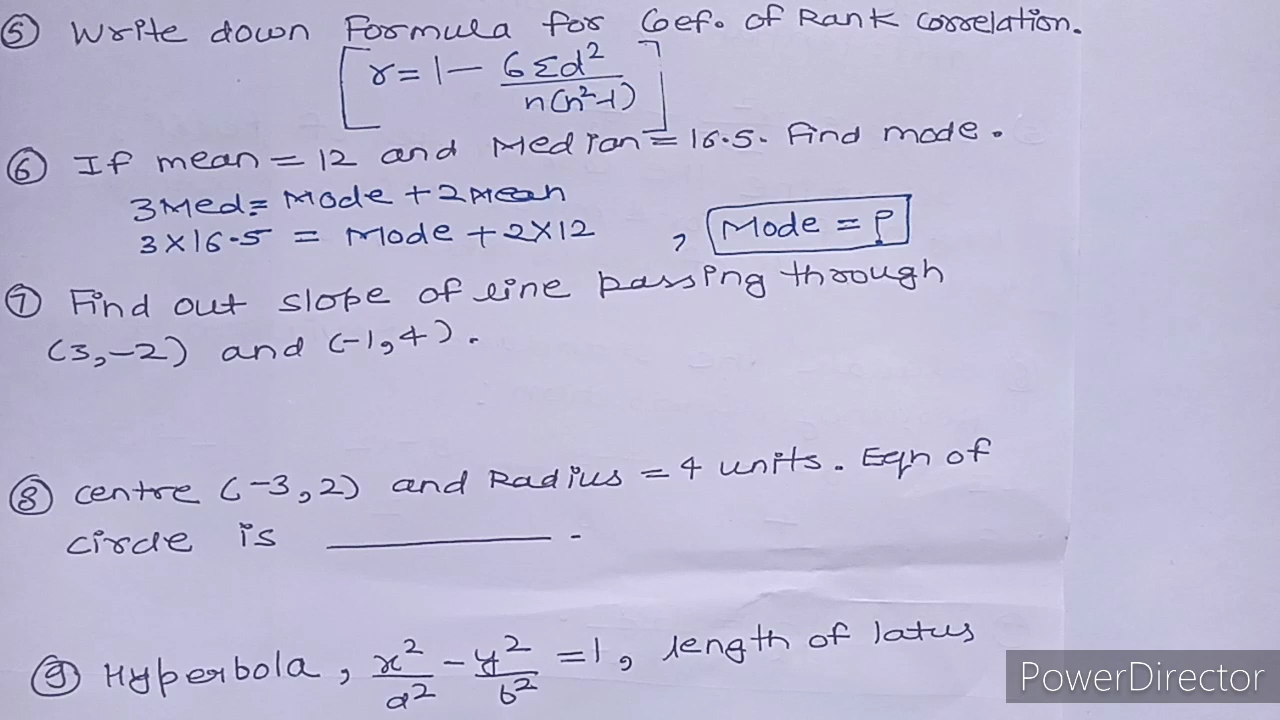 ⑤ Write down Formula for Coef. of Rank Correlation.
[r = 1 - 6Σd² / n(n²-1)]
⑥ If mean = 12 and Median = 16.5. Find mode.
3Med = Mode + 2Mean
3×16.5 = Mode + 2×12 , Mode = ?
⑦ Find out slope of line passing through
(3,-2) and (-1,4).
⑧ centre (-3,2) and Radius = 4 units. Eqn of
circle is ________.
⑨ Hyperbola, x²/a² - y²/b² = 1, length of latus
PowerDirector